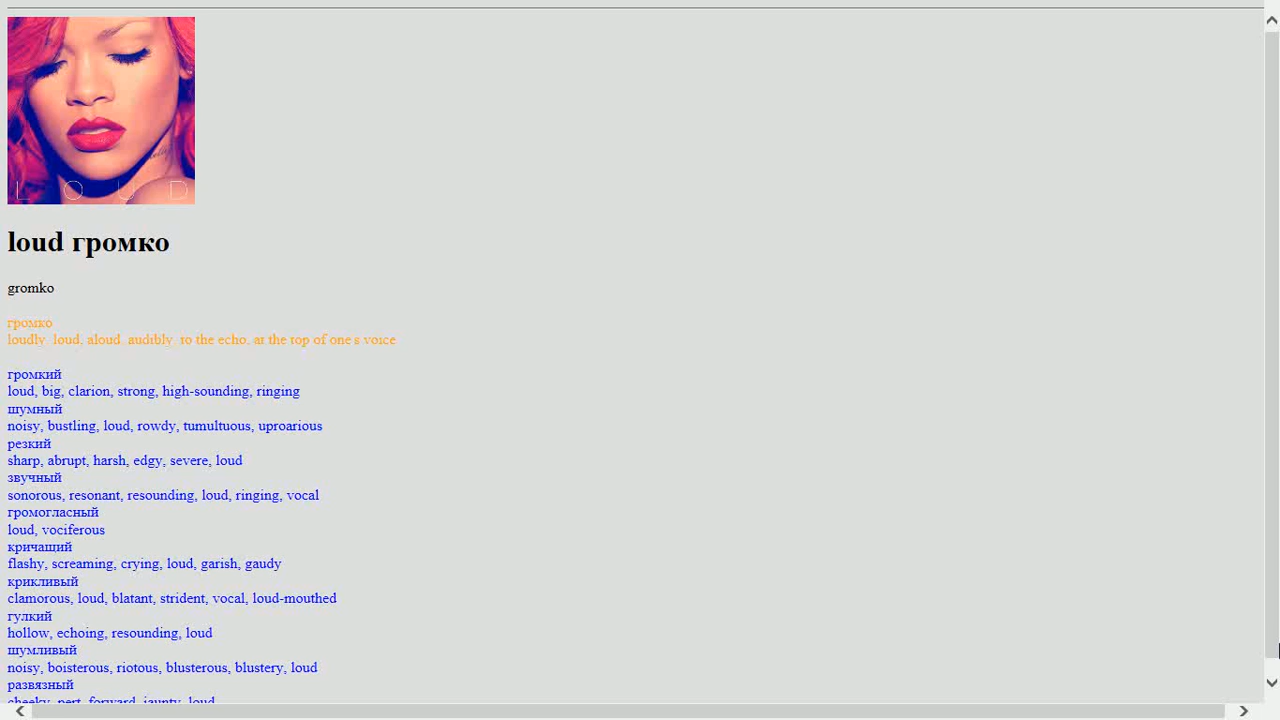 L O U D
loud громко
gromko
громко
loudly, loud, aloud, audibly, to the echo, at the top of one's voice
громкий
loud, big, clarion, strong, high-sounding, ringing
шумный
noisy, bustling, loud, rowdy, tumultuous, uproarious
резкий
sharp, abrupt, harsh, edgy, severe, loud
звучный
sonorous, resonant, resounding, loud, ringing, vocal
громогласный
loud, vociferous
кричащий
flashy, screaming, crying, loud, garish, gaudy
крикливый
clamorous, loud, blatant, strident, vocal, loud-mouthed
гулкий
hollow, echoing, resounding, loud
шумливый
noisy, boisterous, riotous, blusterous, blustery, loud
развязный
cheeky, pert, forward, jaunty, loud